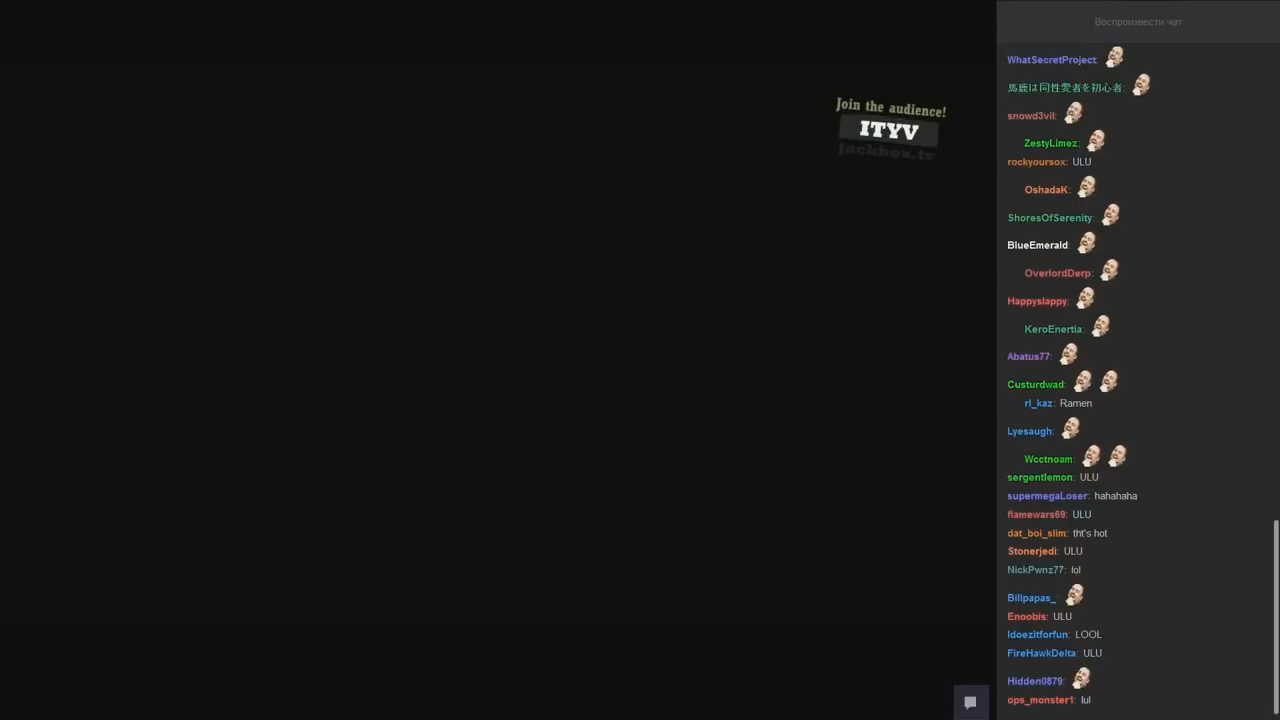 Воспроизвести чат
Join the audience!
ITYV
jackbox.tv
WhatSecretProject:
馬鹿は同性愛者を初心者:
snowd3vil:
ZestyLimez:
rockyoursox: ULU
OshadaK:
ShoresOfSerenity:
BlueEmerald:
OverlordDerp:
Happyslappy:
KeroEnertia:
Abatus77:
Custurdwad:
rl_kaz: Ramen
Lyesaugh:
Wcctnoam:
sergentlemon: ULU
supermegaLoser: hahahaha
flamewars69: ULU
dat_boi_slim: tht's hot
Stonerjedi: ULU
NickPwnz77: lol
Billpapas_:
Enoobis: ULU
Idoezitforfun: LOOL
FireHawkDelta: ULU
Hidden0879:
ops_monster1: lul